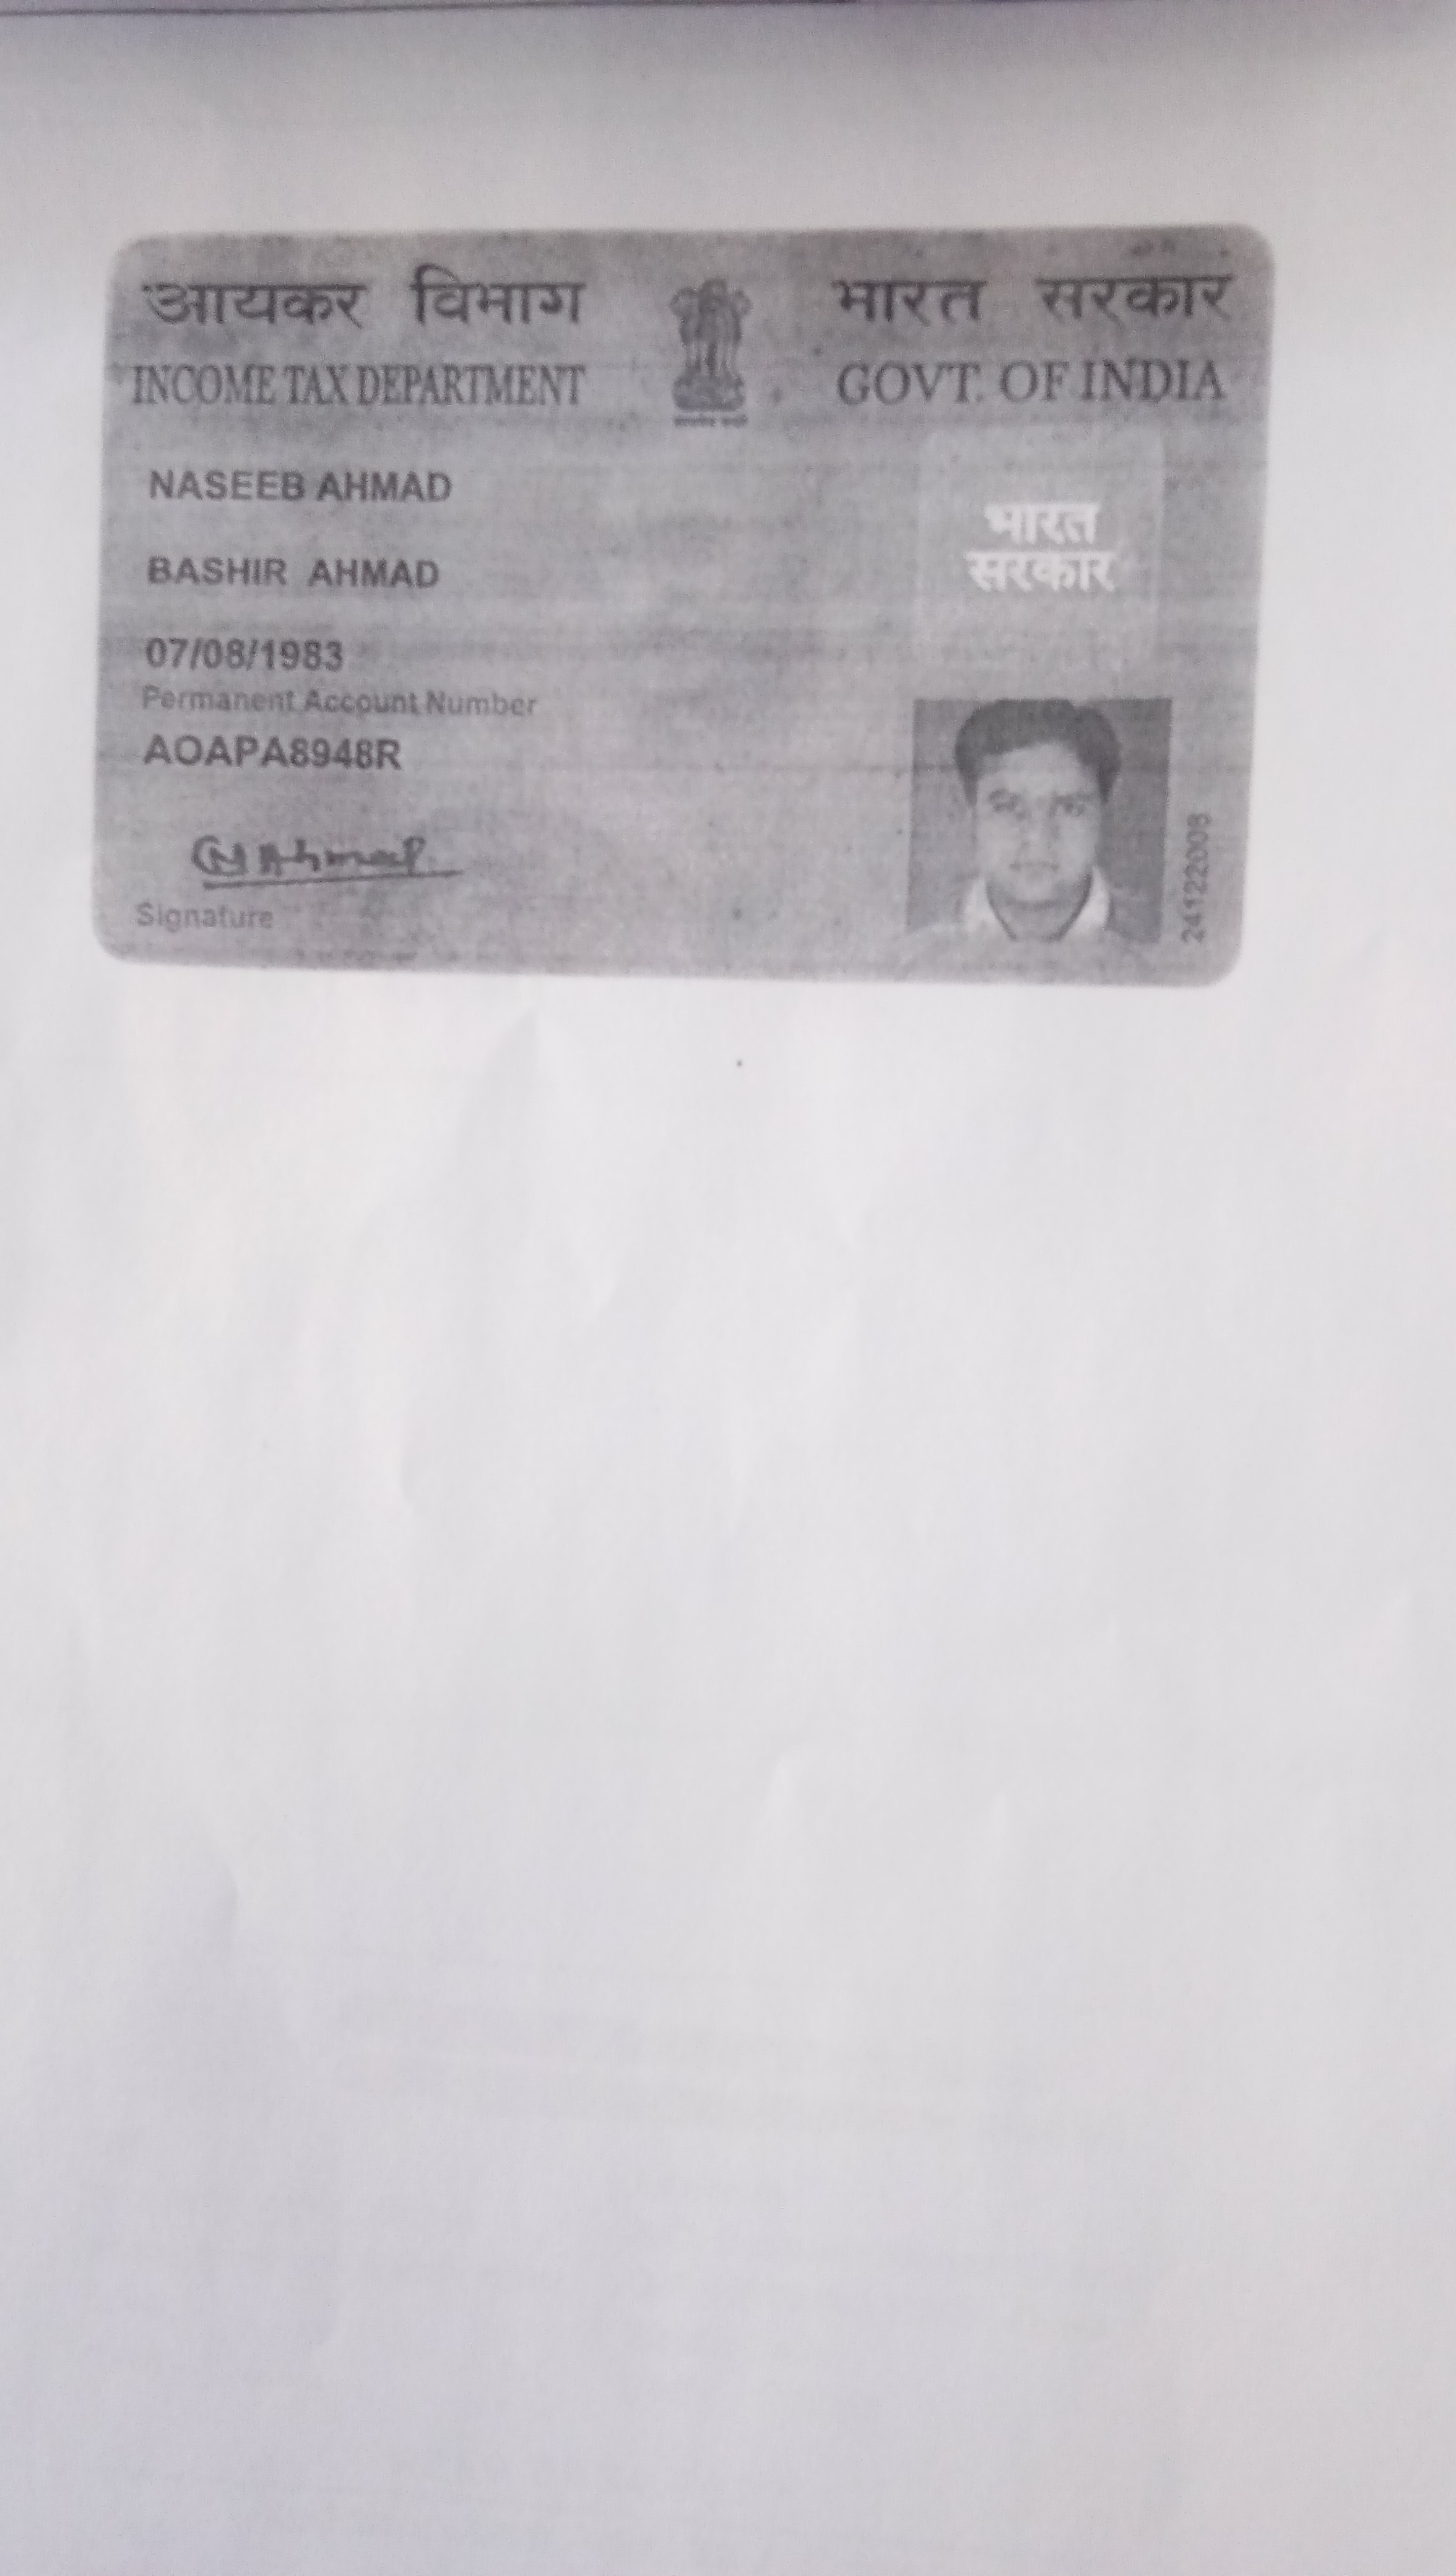 आयकर विभाग भारत सरकार
INCOME TAX DEPARTMENT GOVT. OF INDIA
NASEEB AHMAD
BASHIR AHMAD
07/08/1983
Permanent Account Number
AOAPA8948R
Signature
भारत
सरकार
24122008